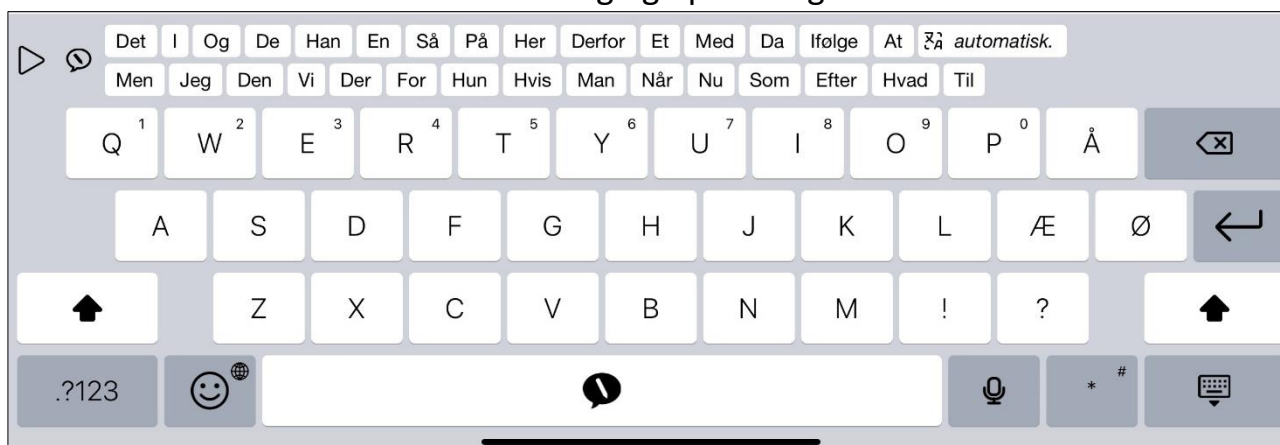 Det I Og De Han En Så På Her Derfor Et Med Da Ifølge At automatisk.
Men Jeg Den Vi Der For Hun Hvis Man Når Nu Som Efter Hvad Til
Q 1 W 2 E 3 R 4 T 5 Y 6 U 7 I 8 O 9 P 0 Å
A S D F G H J K L Æ Ø
Z X C V B N M ! ?
.?123 * #